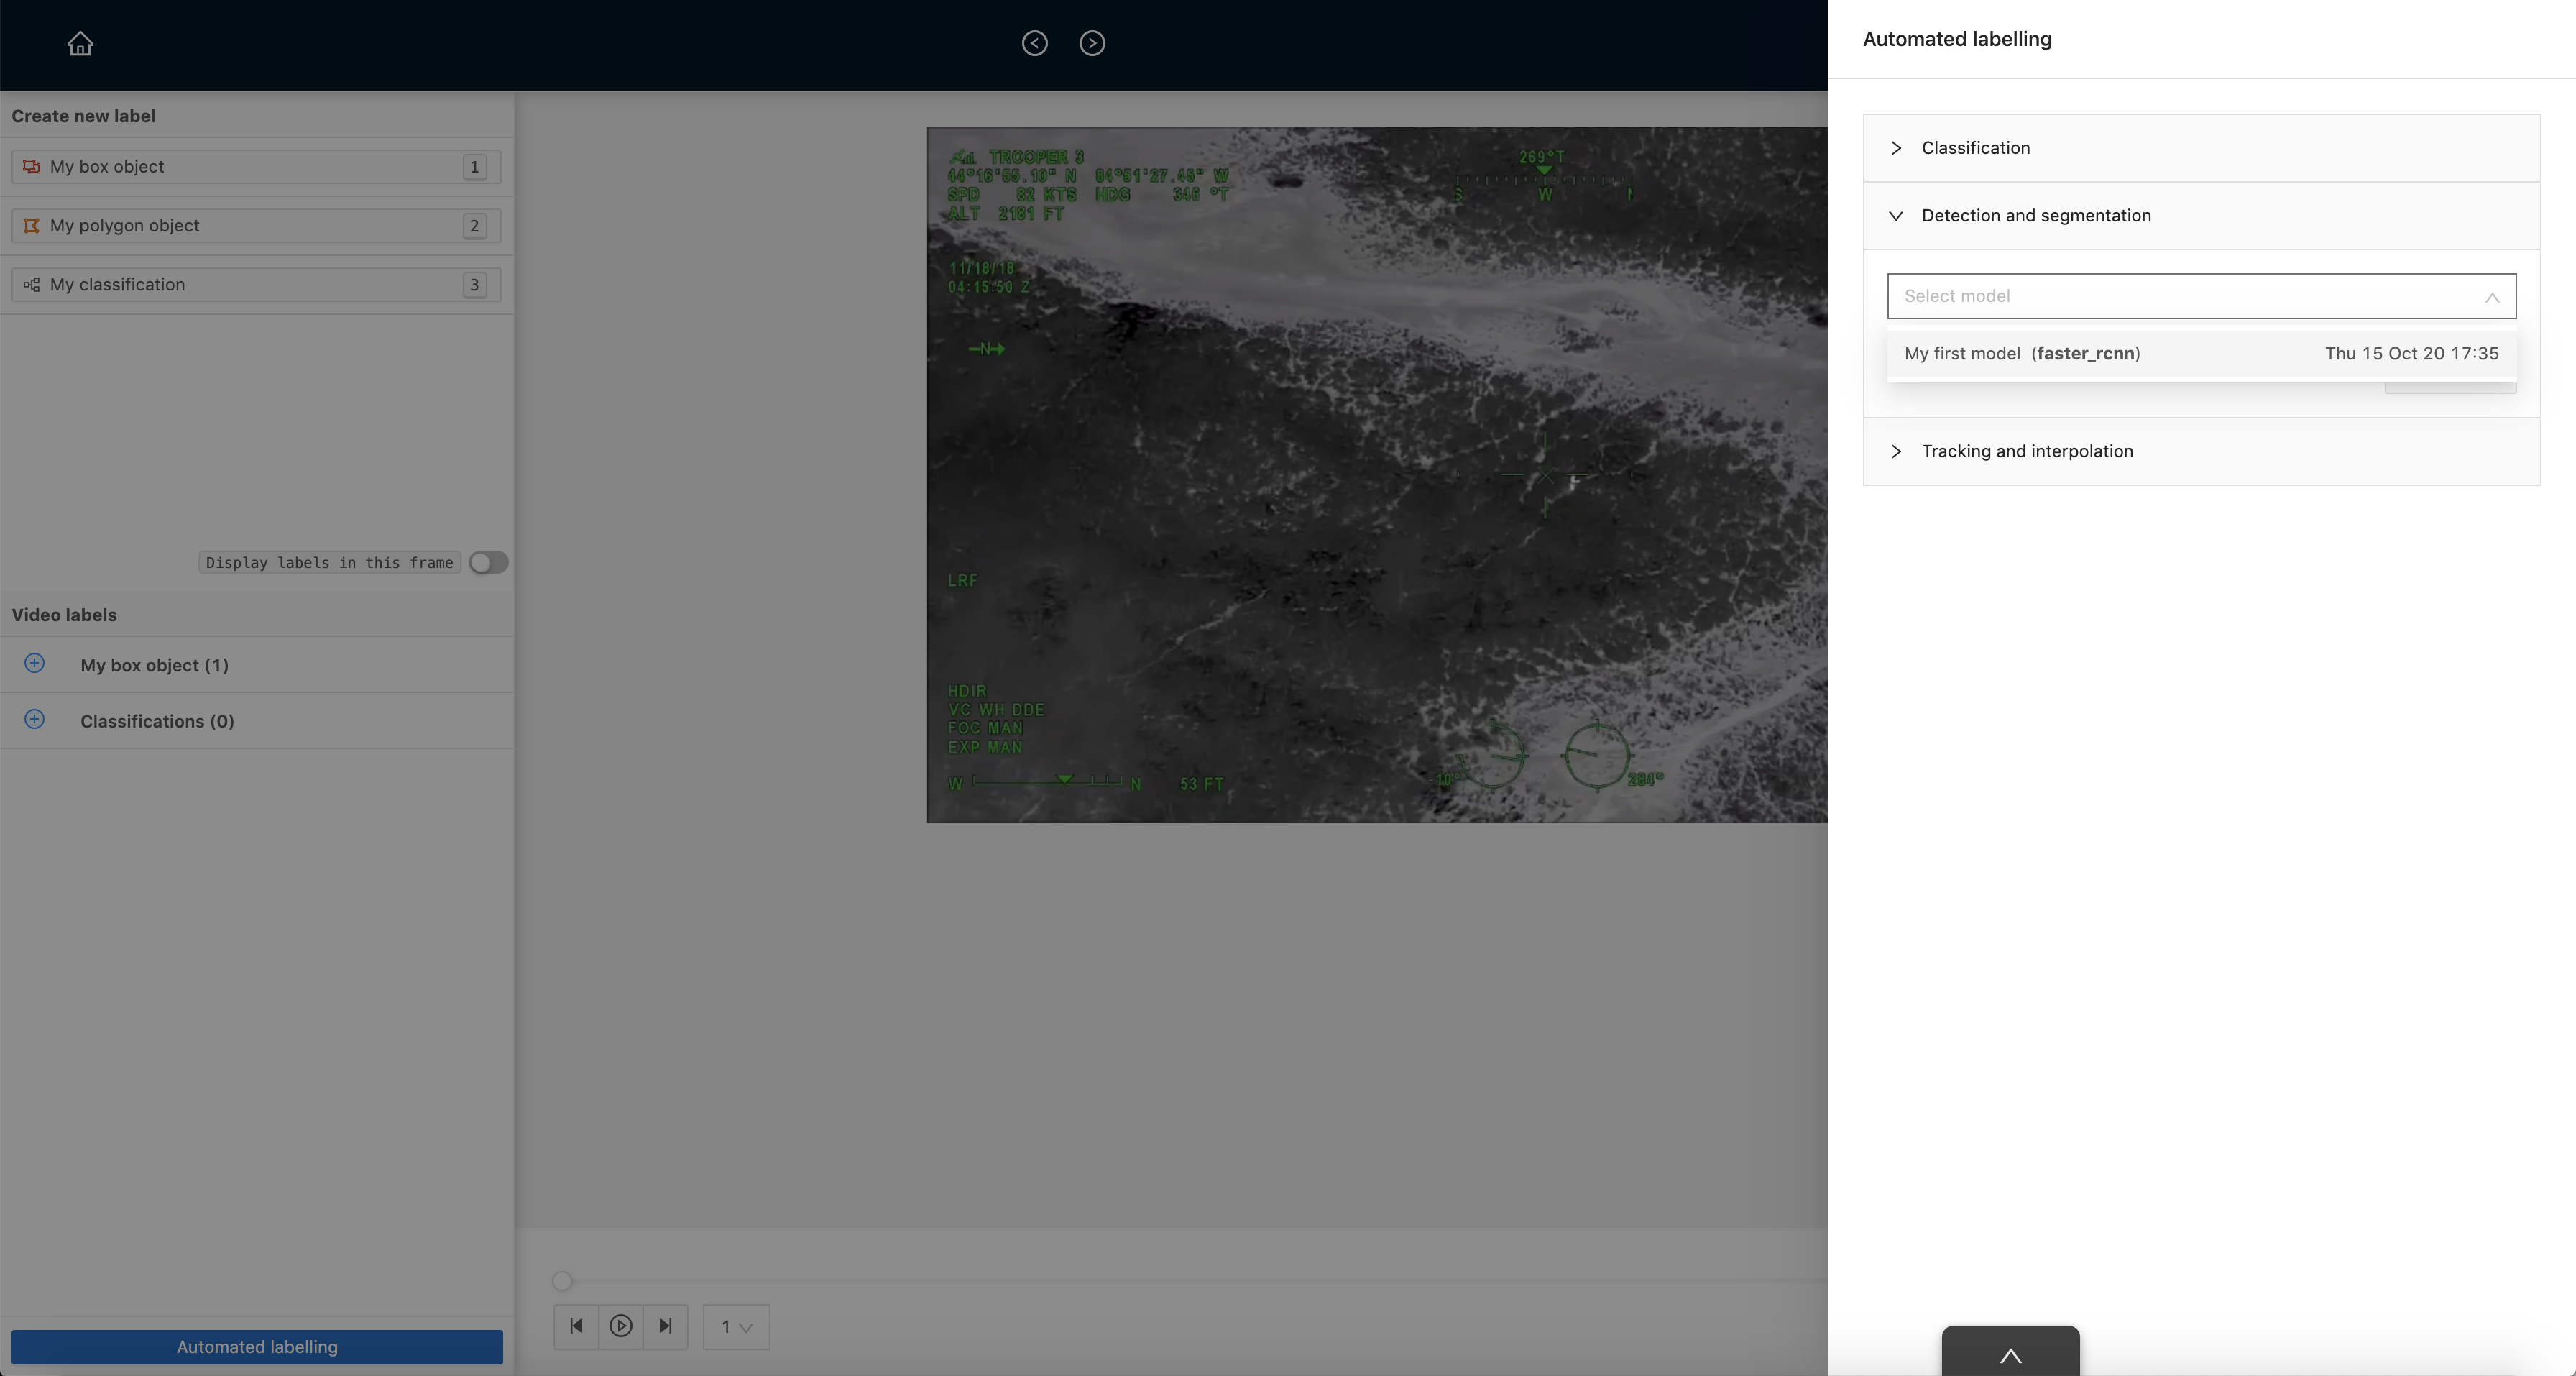 Automated labelling
Create new label
My box object 1
My polygon object 2
My classification 3
Display labels in this frame
Video labels
My box object (1)
Classifications (0)
Automated labelling
1
TROOPER 3
44°16'55.10" N 84°51'27.45" W
SPD 82 KTS HDG 346 °T
ALT 2181 FT
269°T
S W N
11/18/18
04:15:50 Z
N
LRF
HDIR
VC WH DDE
FOC MAN
EXP MAN
W N 53 FT
-10° 284°
Classification
Detection and segmentation
Select model
My first model (faster_rcnn) Thu 15 Oct 20 17:35
Tracking and interpolation